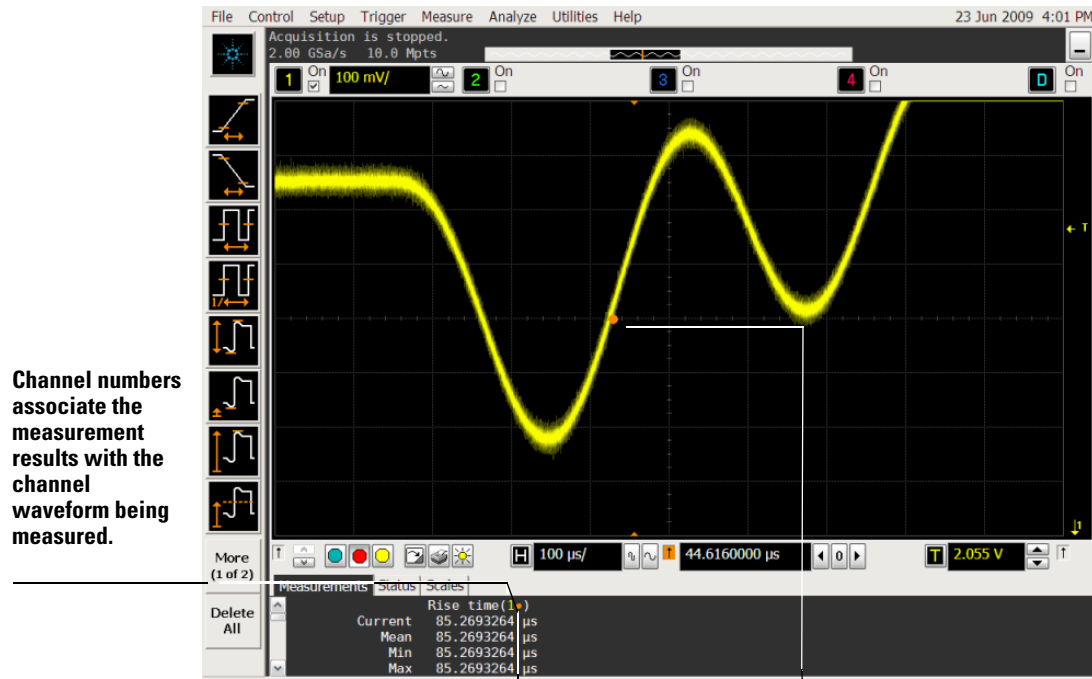 File Control Setup Trigger Measure Analyze Utilities Help 23 Jun 2009 4:01 PM
Acquisition is stopped.
2.00 GSa/s 10.0 Mpts
1 On 100 mV/ 2 On 3 On 4 On D On
T
Channel numbers
associate the
measurement
results with the
channel
waveform being
measured.
1/
1
More
(1 of 2)
H 100 µs/ 44.6160000 µs 0 T 2.055 V
Measurements Status Scales
Delete
All
Rise time(1)
Current 85.2693264 µs
Mean 85.2693264 µs
Min 85.2693264 µs
Max 85.2693264 µs